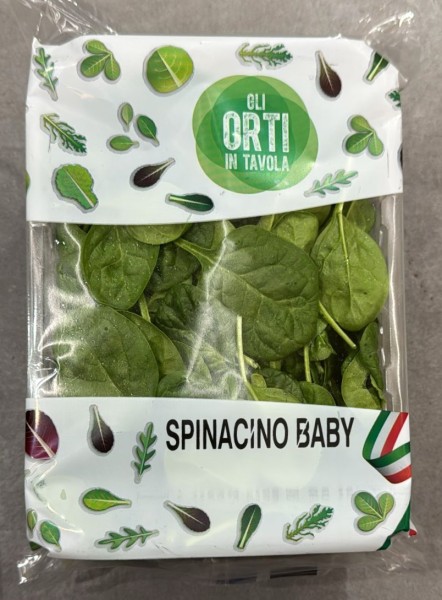 GLI
ORTI
IN TAVOLA
SPINACINO BABY